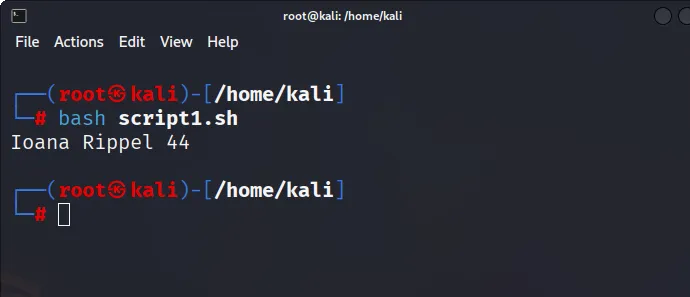 root@kali: /home/kali
File Actions Edit View Help
┌──(root㉿kali)-[/home/kali]
└─# bash script1.sh
Ioana Rippel 44
┌──(root㉿kali)-[/home/kali]
└─#